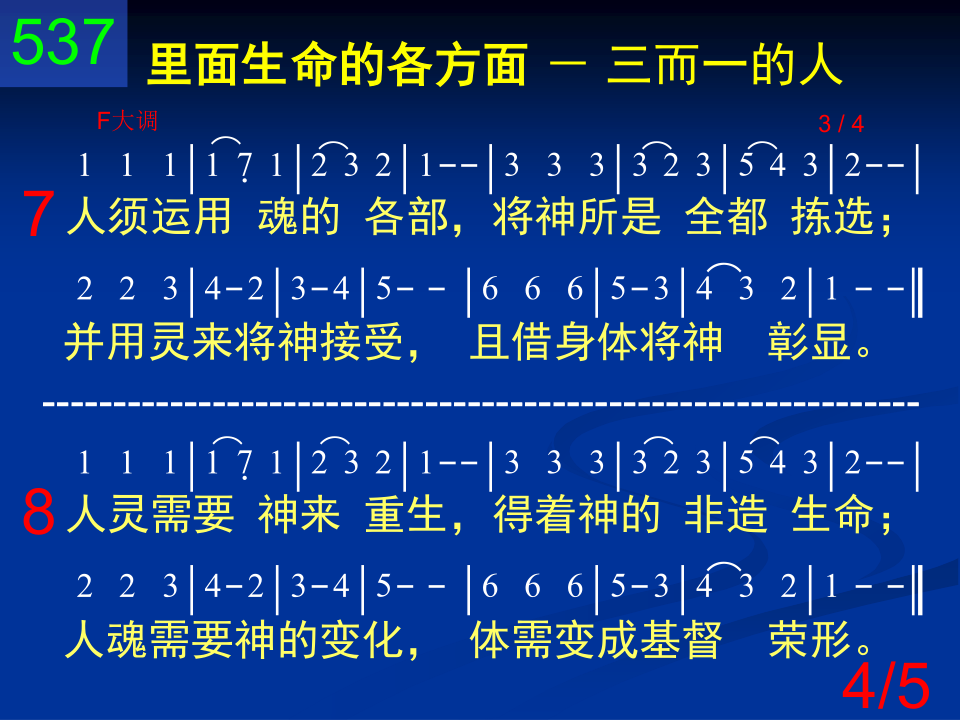 537
里面生命的各方面 － 三而一的人
F大调 3 / 4
1 1 1|1 7̣ 1|2 3 2|1--|3 3 3|3 2 3|5 4 3|2--|
7 人须运用 魂的 各部，将神所是 全都 拣选；
2 2 3|4-2|3-4|5-- |6 6 6|5-3|4 3 2|1 --‖
并用灵来将神接受， 且借身体将神 彰显。
--------------------------------------------------------------
1 1 1|1 7̣ 1|2 3 2|1--|3 3 3|3 2 3|5 4 3|2--|
8 人灵需要 神来 重生，得着神的 非造 生命；
2 2 3|4-2|3-4|5-- |6 6 6|5-3|4 3 2|1 --‖
人魂需要神的变化， 体需变成基督 荣形。
4/5